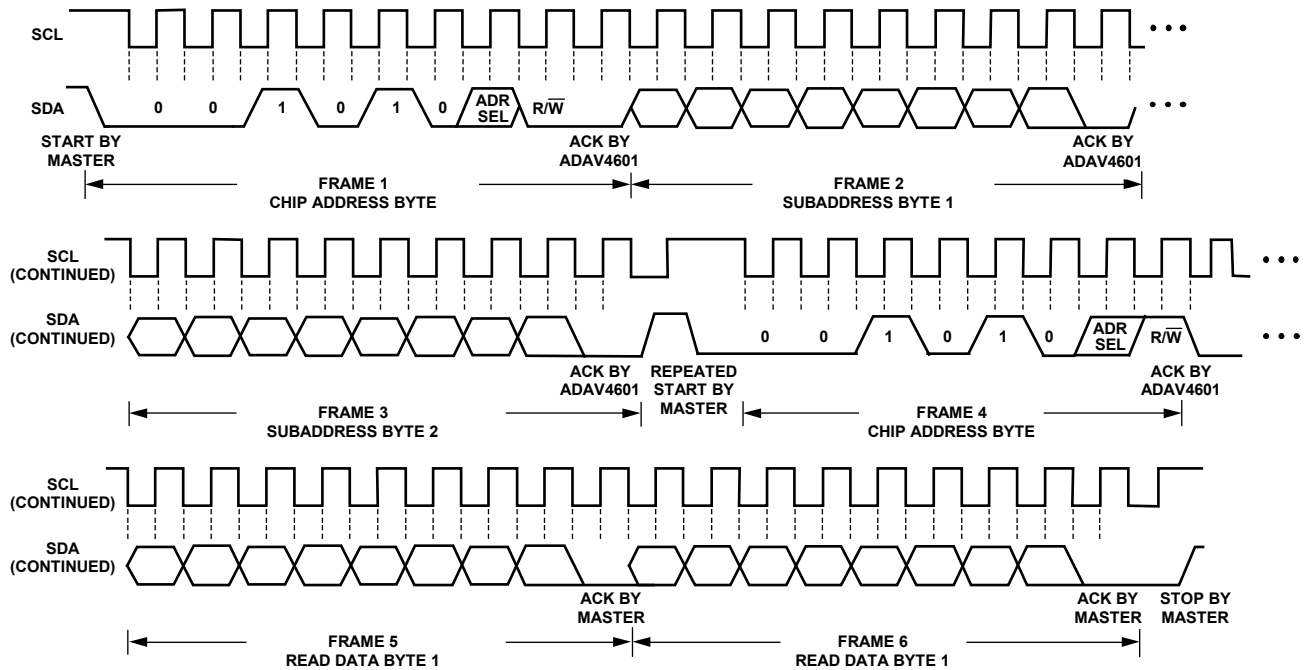 SCL
SDA
0 0 1 0 1 0 ADR SEL R/W̅
START BY MASTER
ACK BY ADAV4601
ACK BY ADAV4601
FRAME 1
CHIP ADDRESS BYTE
FRAME 2
SUBADDRESS BYTE 1
SCL
(CONTINUED)
SDA
(CONTINUED)
0 0 1 0 1 0 ADR SEL R/W̅
ACK BY ADAV4601
REPEATED START BY MASTER
ACK BY ADAV4601
FRAME 3
SUBADDRESS BYTE 2
FRAME 4
CHIP ADDRESS BYTE
SCL
(CONTINUED)
SDA
(CONTINUED)
ACK BY MASTER
ACK BY MASTER
STOP BY MASTER
FRAME 5
READ DATA BYTE 1
FRAME 6
READ DATA BYTE 1